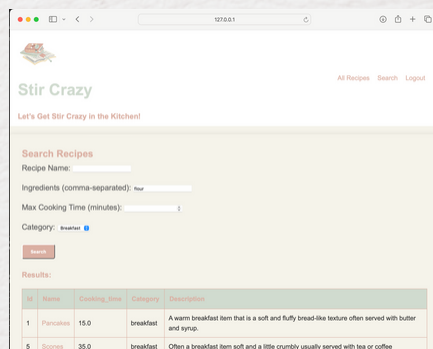 127.0.0.1
Stir Crazy
All Recipes Search Logout
Let's Get Stir Crazy in the Kitchen!
Search Recipes
Recipe Name:
Ingredients (comma-separated): flour
Max Cooking Time (minutes):
Category: Breakfast
Search
Results:
Id Name Cooking_time Category Description
1 Pancakes 15.0 breakfast A warm breakfast item that is a soft and fluffy bread-like texture often served with butter
and syrup.
5 Scones 35.0 breakfast Often a breakfast item soft and a little crumbly usually served with tea or coffee